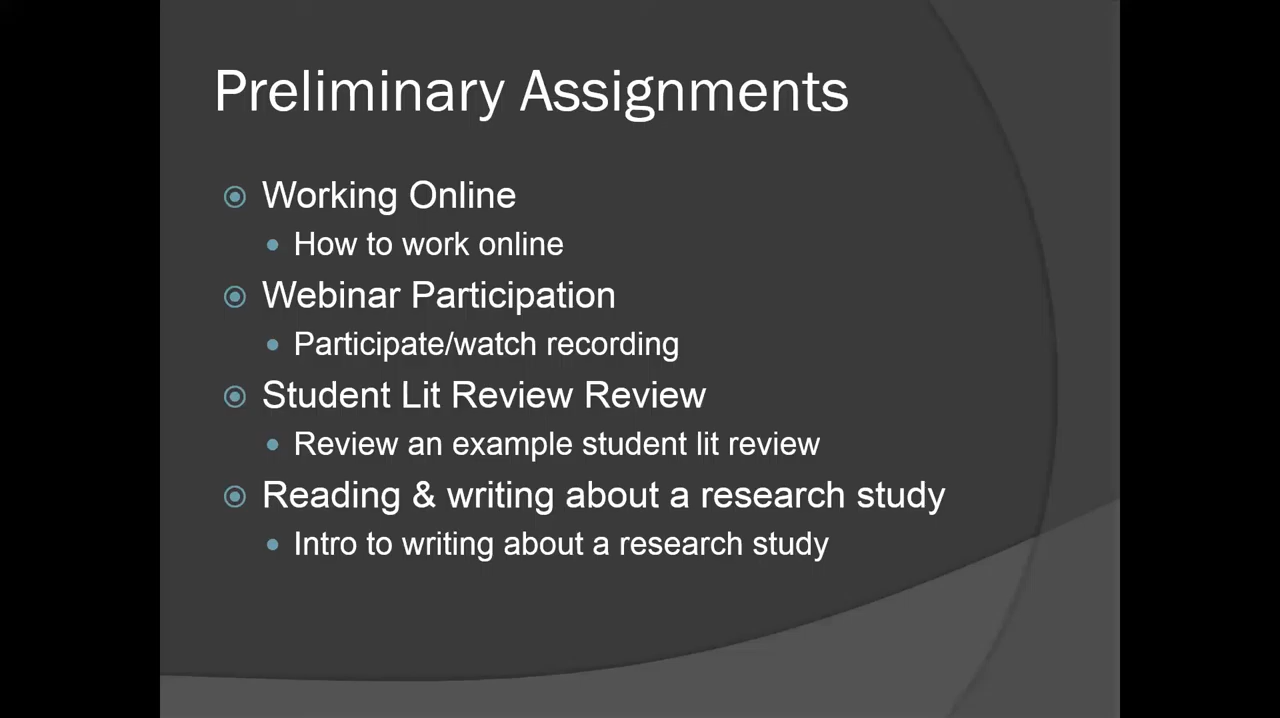 Preliminary Assignments
Working Online
How to work online
Webinar Participation
Participate/watch recording
Student Lit Review Review
Review an example student lit review
Reading & writing about a research study
Intro to writing about a research study